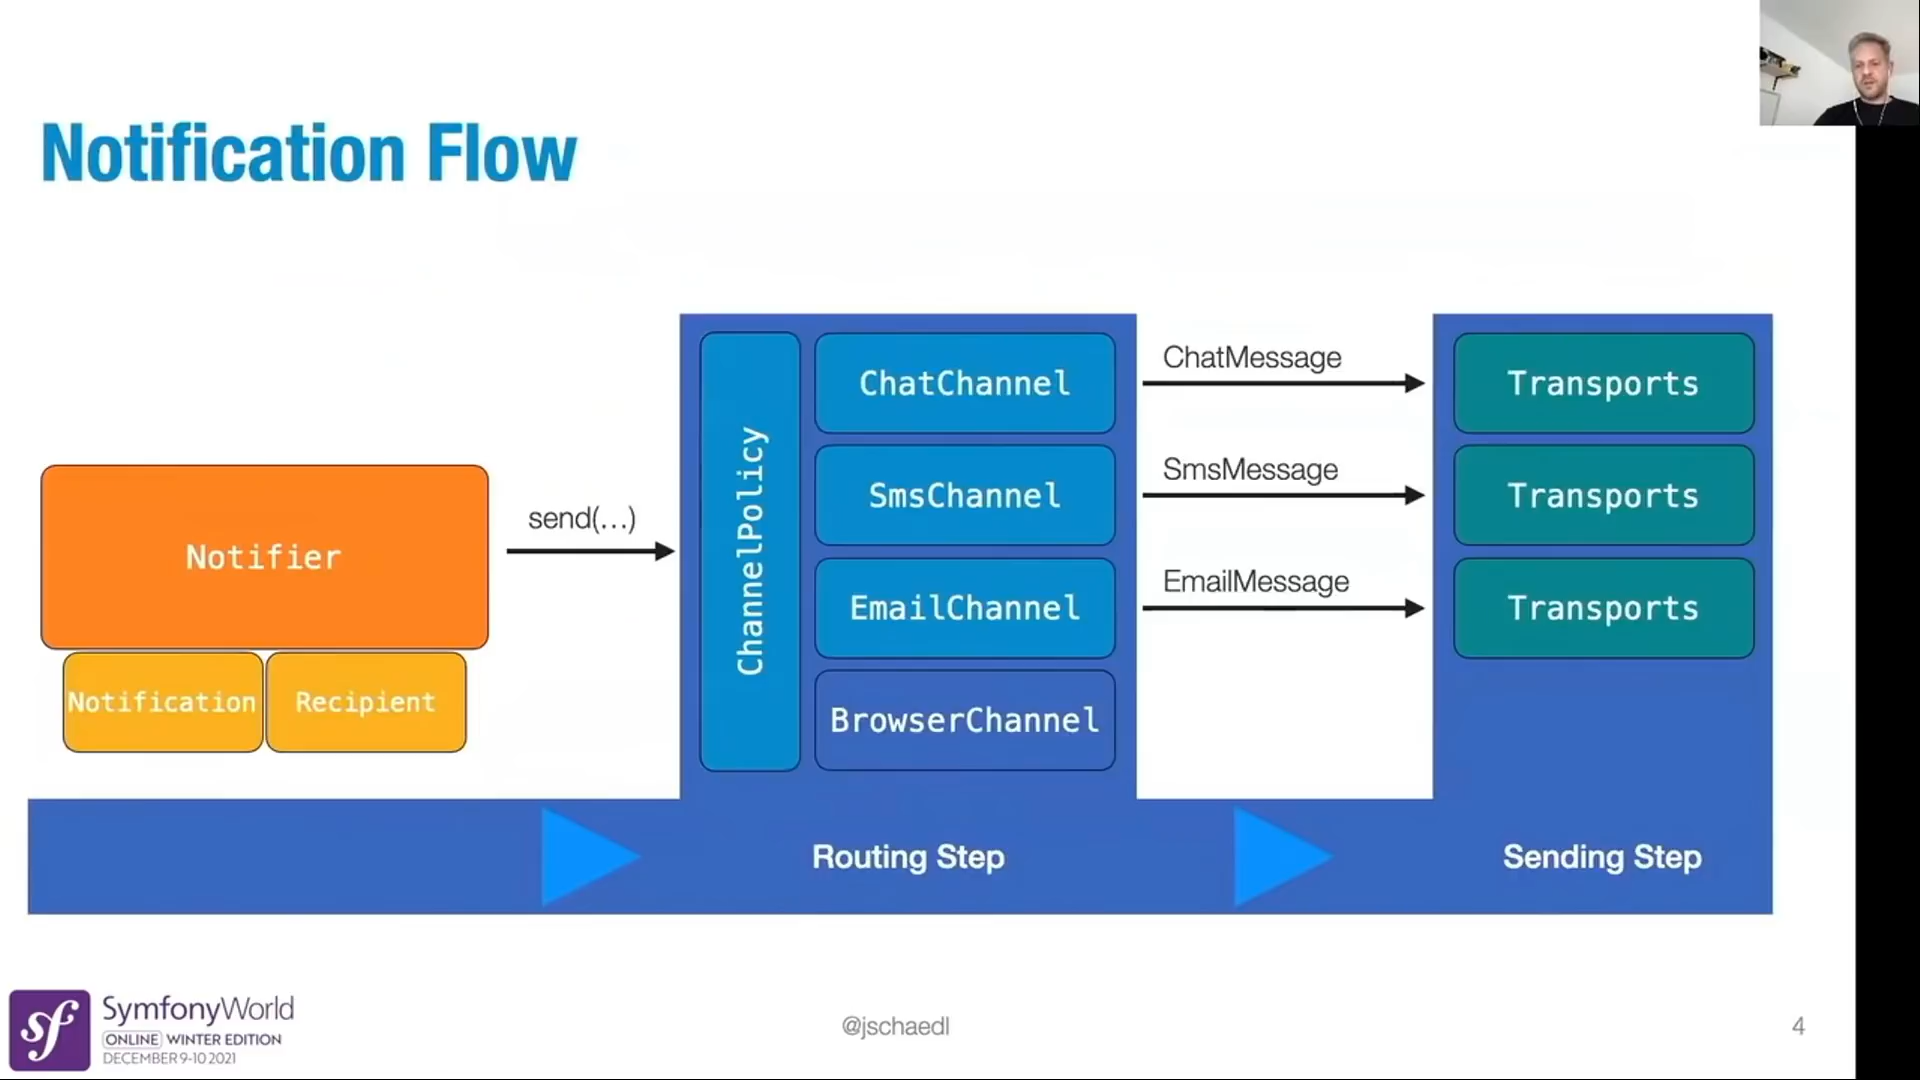 Notification Flow
Notifier
Notification
Recipient
send(...)
ChannelPolicy
ChatChannel
SmsChannel
EmailChannel
BrowserChannel
ChatMessage
SmsMessage
EmailMessage
Transports
Transports
Transports
Routing Step
Sending Step
sf
SymfonyWorld
ONLINE WINTER EDITION
DECEMBER 9-10 2021
@jschaedl
4